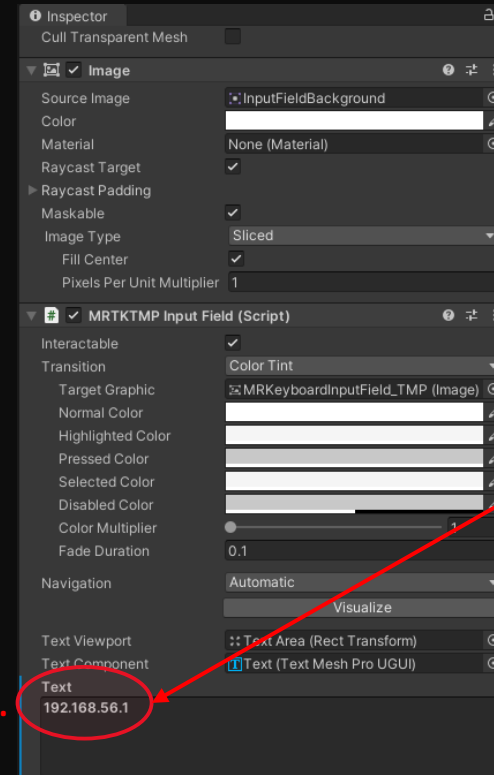 Inspector
Cull Transparent Mesh
Image
Source Image InputFieldBackground
Color
Material None (Material)
Raycast Target
Raycast Padding
Maskable
Image Type Sliced
Fill Center
Pixels Per Unit Multiplier 1
# MRTKTMP Input Field (Script)
Interactable
Transition Color Tint
Target Graphic MRKeyboardInputField_TMP (Image)
Normal Color
Highlighted Color
Pressed Color
Selected Color
Disabled Color
Color Multiplier 1
Fade Duration 0.1
Navigation Automatic
Visualize
Text Viewport Text Area (Rect Transform)
Text Component Text (Text Mesh Pro UGUI)
Text
192.168.56.1